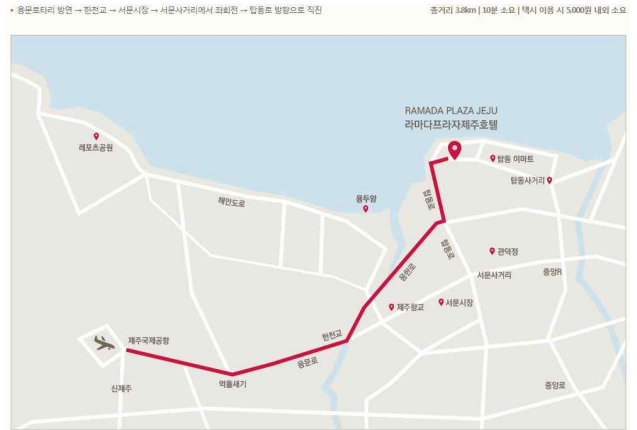 • 용문로타리 방면 → 한천교 → 서문시장 → 서문사거리에서 좌회전 → 탑동로 방향으로 직진
총거리 3.8km | 10분 소요 | 택시 이용 시 5,000원 내외 소요
RAMADA PLAZA JEJU
라마다프라자제주호텔
레포츠공원
탑동 이마트
탑동사거리
해안도로
용두암
탑동로
탑동로
관덕정
서문사거리
중앙R
용한로
제주향교
서문시장
한천교
제주국제공항
용문로
신제주
먹돌새기
중앙로